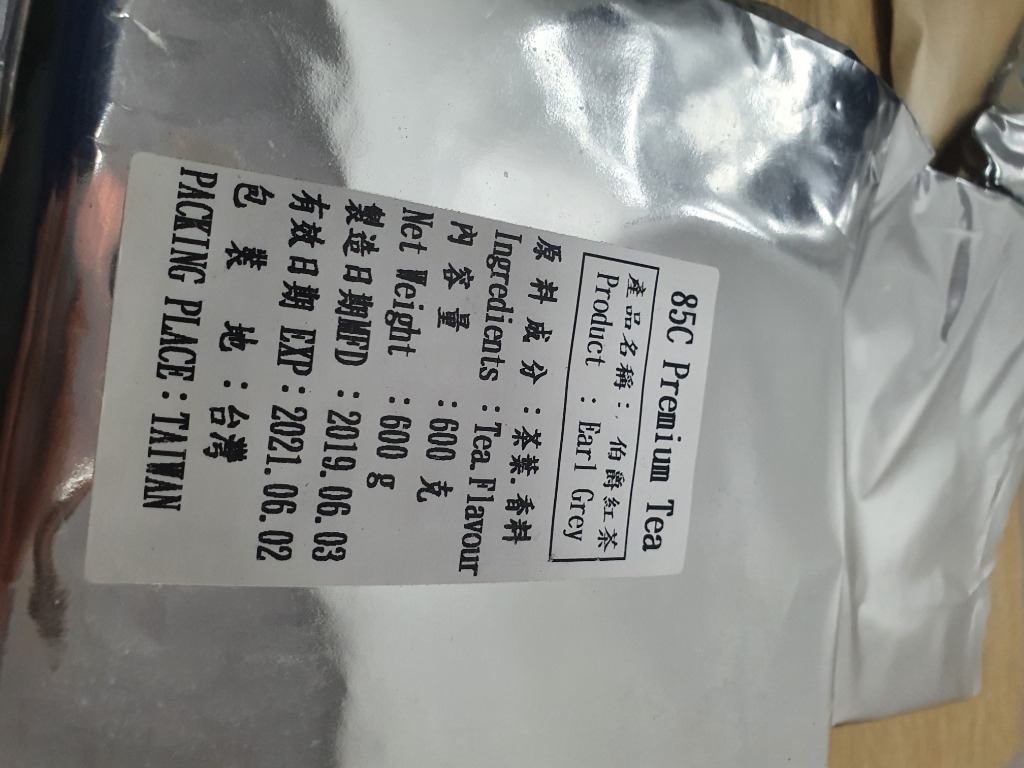 85C Premium Tea
產品名稱:. 伯爵紅茶
Product : Earl Grey
原料成分:茶葉.香料
Ingredients :Tea.Flavour
內容量 :600 克
Net Weight :600 g
製造日期MFD :2019.06.03
有效日期 EXP:2021.06.02
包裝地:台灣
PACKING PLACE:TAIWAN